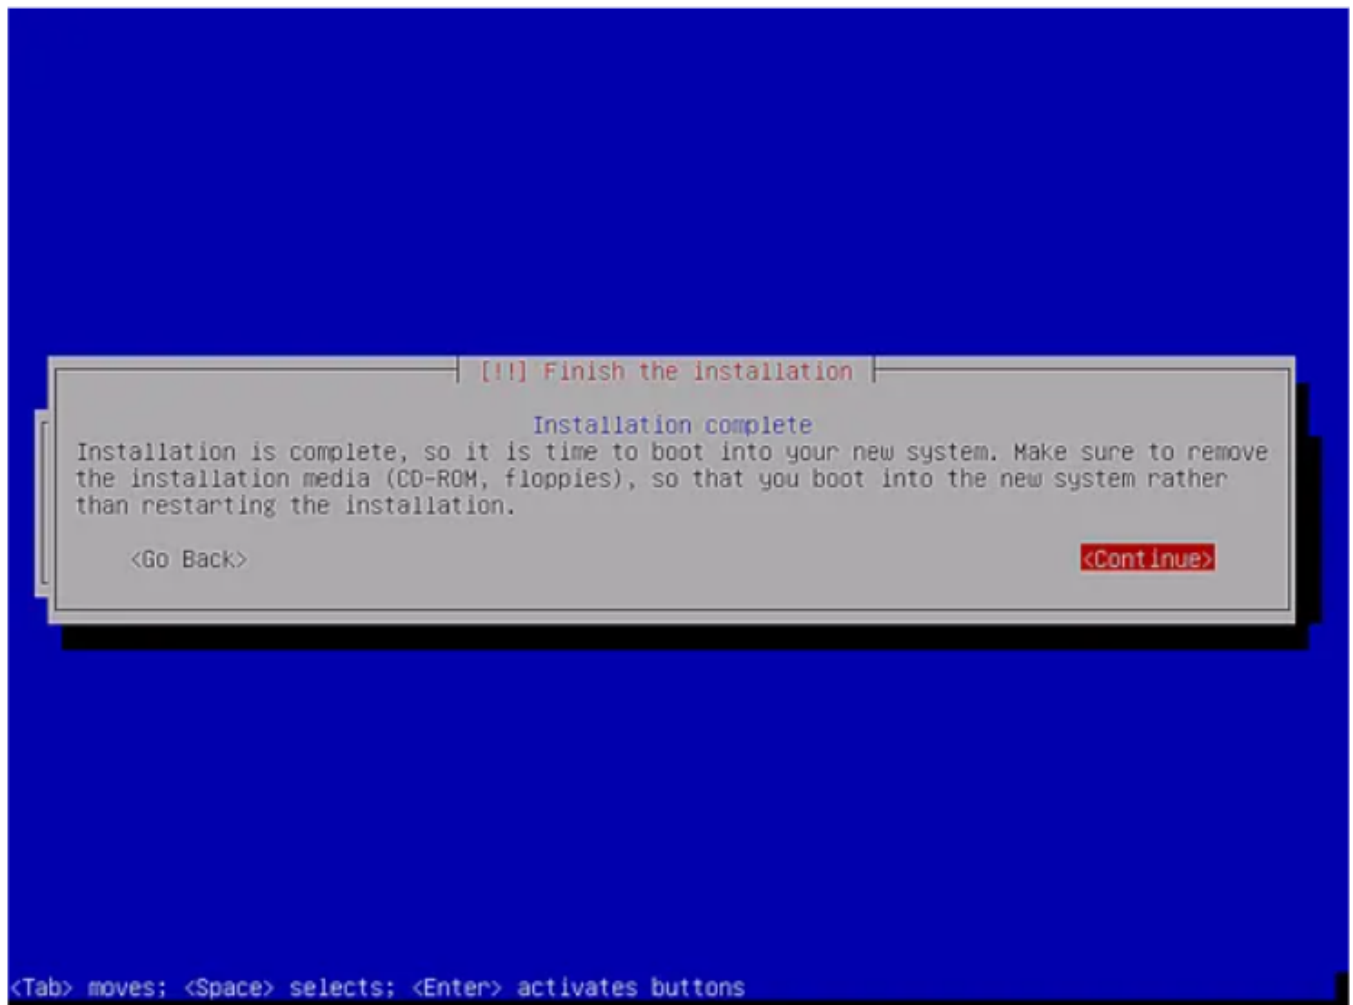 [!!] Finish the installation
Installation complete
Installation is complete, so it is time to boot into your new system. Make sure to remove
the installation media (CD-ROM, floppies), so that you boot into the new system rather
than restarting the installation.
<Go Back> <Continue>
<Tab> moves; <Space> selects; <Enter> activates buttons